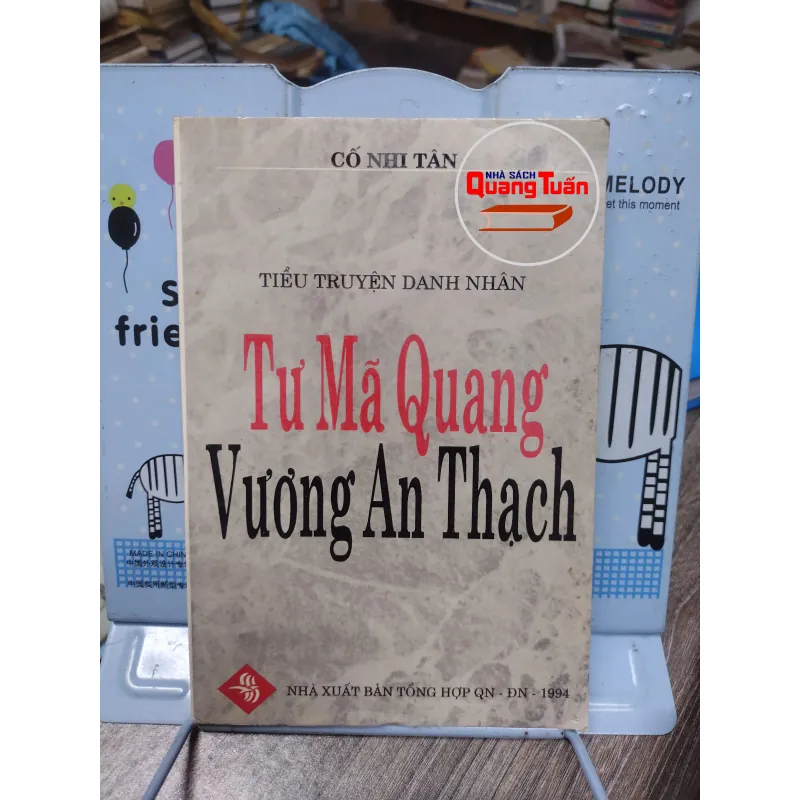 CỐ NHI TÂN
NHÀ SÁCH
Quang Tuấn
TIỂU TRUYỆN DANH NHÂN
Tư Mã Quang
Vương An Thạch
NHÀ XUẤT BẢN TỔNG HỢP QN - ĐN - 1994
MELODY
et this moment
S
frie
MADE IN CHIN